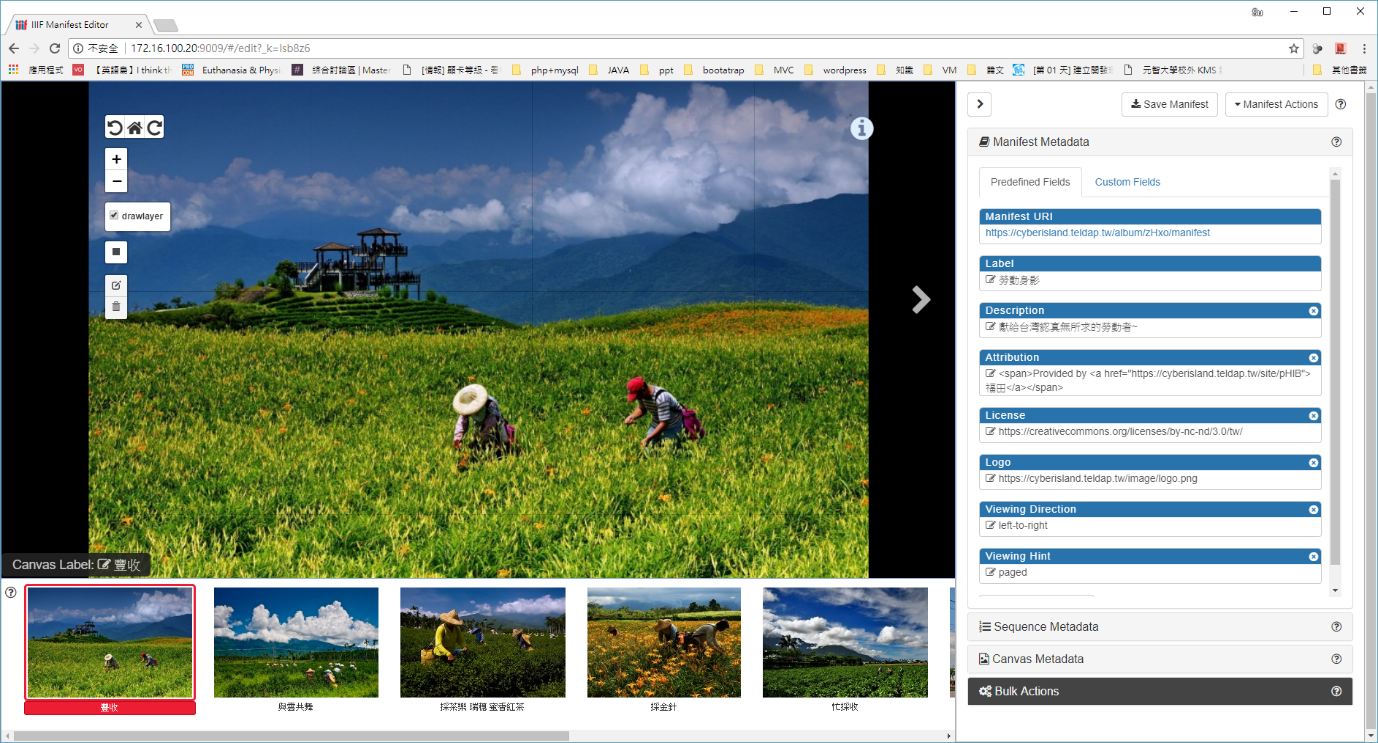 IIIF Manifest Editor
不安全 | 172.16.100.20:9009/#/edit?_k=lsb8z6
應用程式 【英語島】I think th Euthanasia & Physi 綜合討論區 | Master [情報] 顯卡等級 - 老 php+mysql JAVA ppt bootatrap MVC wordpress 知識 VM 雜文 [第 01 天] 建立開發環 元智大學校外 KMS 其他書籤
Save Manifest
Manifest Actions
Manifest Metadata
Predefined Fields
Custom Fields
Manifest URI
https://cyberisland.teldap.tw/album/zHxo/manifest
Label
勞動身影
Description
獻給台灣認真無所求的勞動者~
Attribution
<span>Provided by <a href="https://cyberisland.teldap.tw/site/pHIB">
福田</a></span>
License
https://creativecommons.org/licenses/by-nc-nd/3.0/tw/
Logo
https://cyberisland.teldap.tw/image/logo.png
Viewing Direction
left-to-right
Viewing Hint
paged
Sequence Metadata
Canvas Metadata
Bulk Actions
drawlayer
Canvas Label: 豐收
豐收
與雲共舞
採茶樂 瑞穗 蜜香紅茶
採金針
忙採收